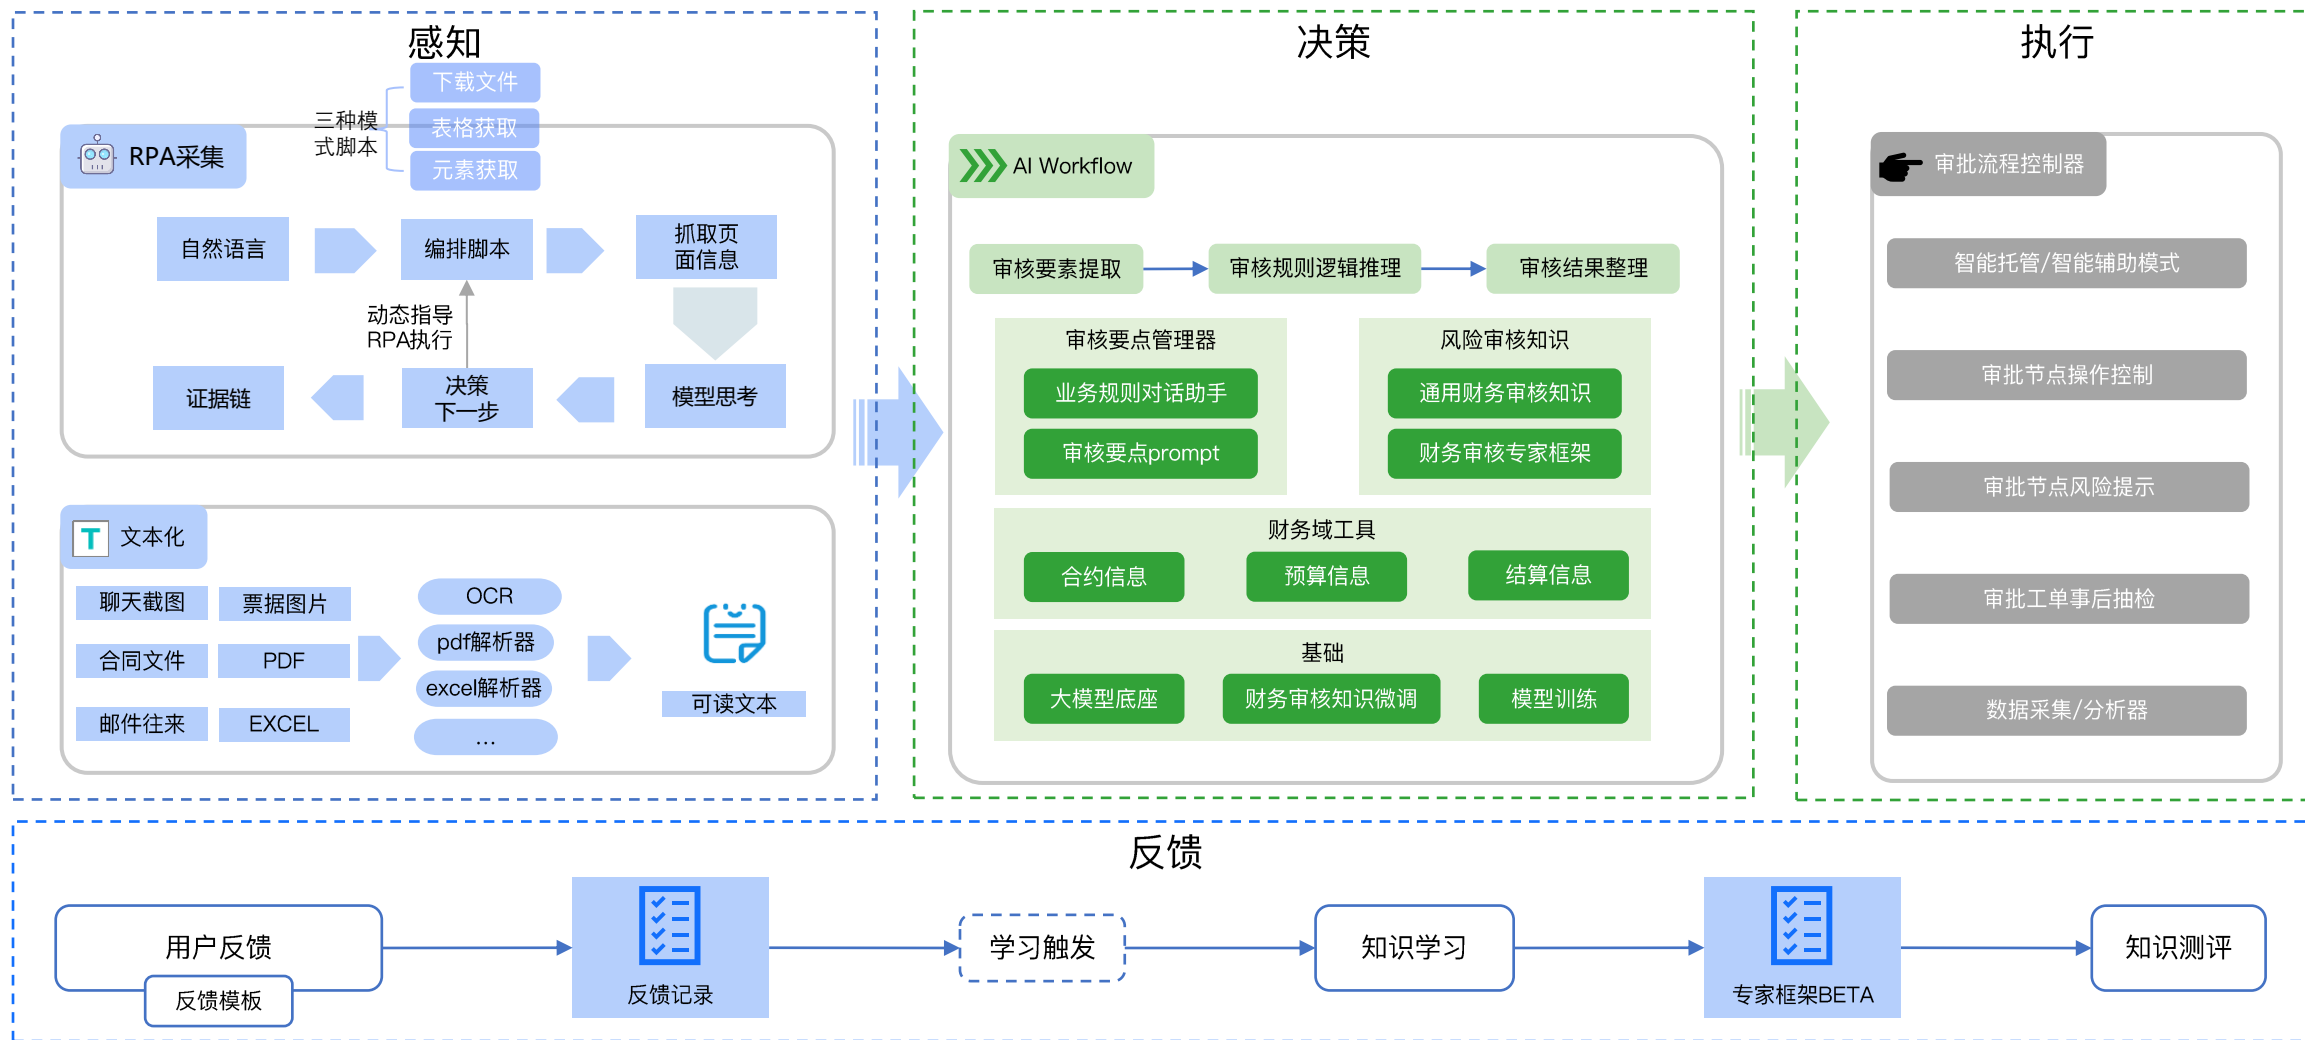 感知
下载文件
表格获取
元素获取
三种模
式脚本
RPA采集
自然语言
编排脚本
抓取页
面信息
动态指导
RPA执行
证据链
决策
下一步
模型思考
文本化
聊天截图
票据图片
合同文件
PDF
邮件往来
EXCEL
OCR
pdf解析器
excel解析器
...
可读文本
决策
AI Workflow
审核要素提取
审核规则逻辑推理
审核结果整理
审核要点管理器
业务规则对话助手
审核要点prompt
风险审核知识
通用财务审核知识
财务审核专家框架
财务域工具
合约信息
预算信息
结算信息
基础
大模型底座
财务审核知识微调
模型训练
执行
审批流程控制器
智能托管/智能辅助模式
审批节点操作控制
审批节点风险提示
审批工单事后抽检
数据采集/分析器
反馈
用户反馈
反馈模板
反馈记录
学习触发
知识学习
专家框架BETA
知识测评